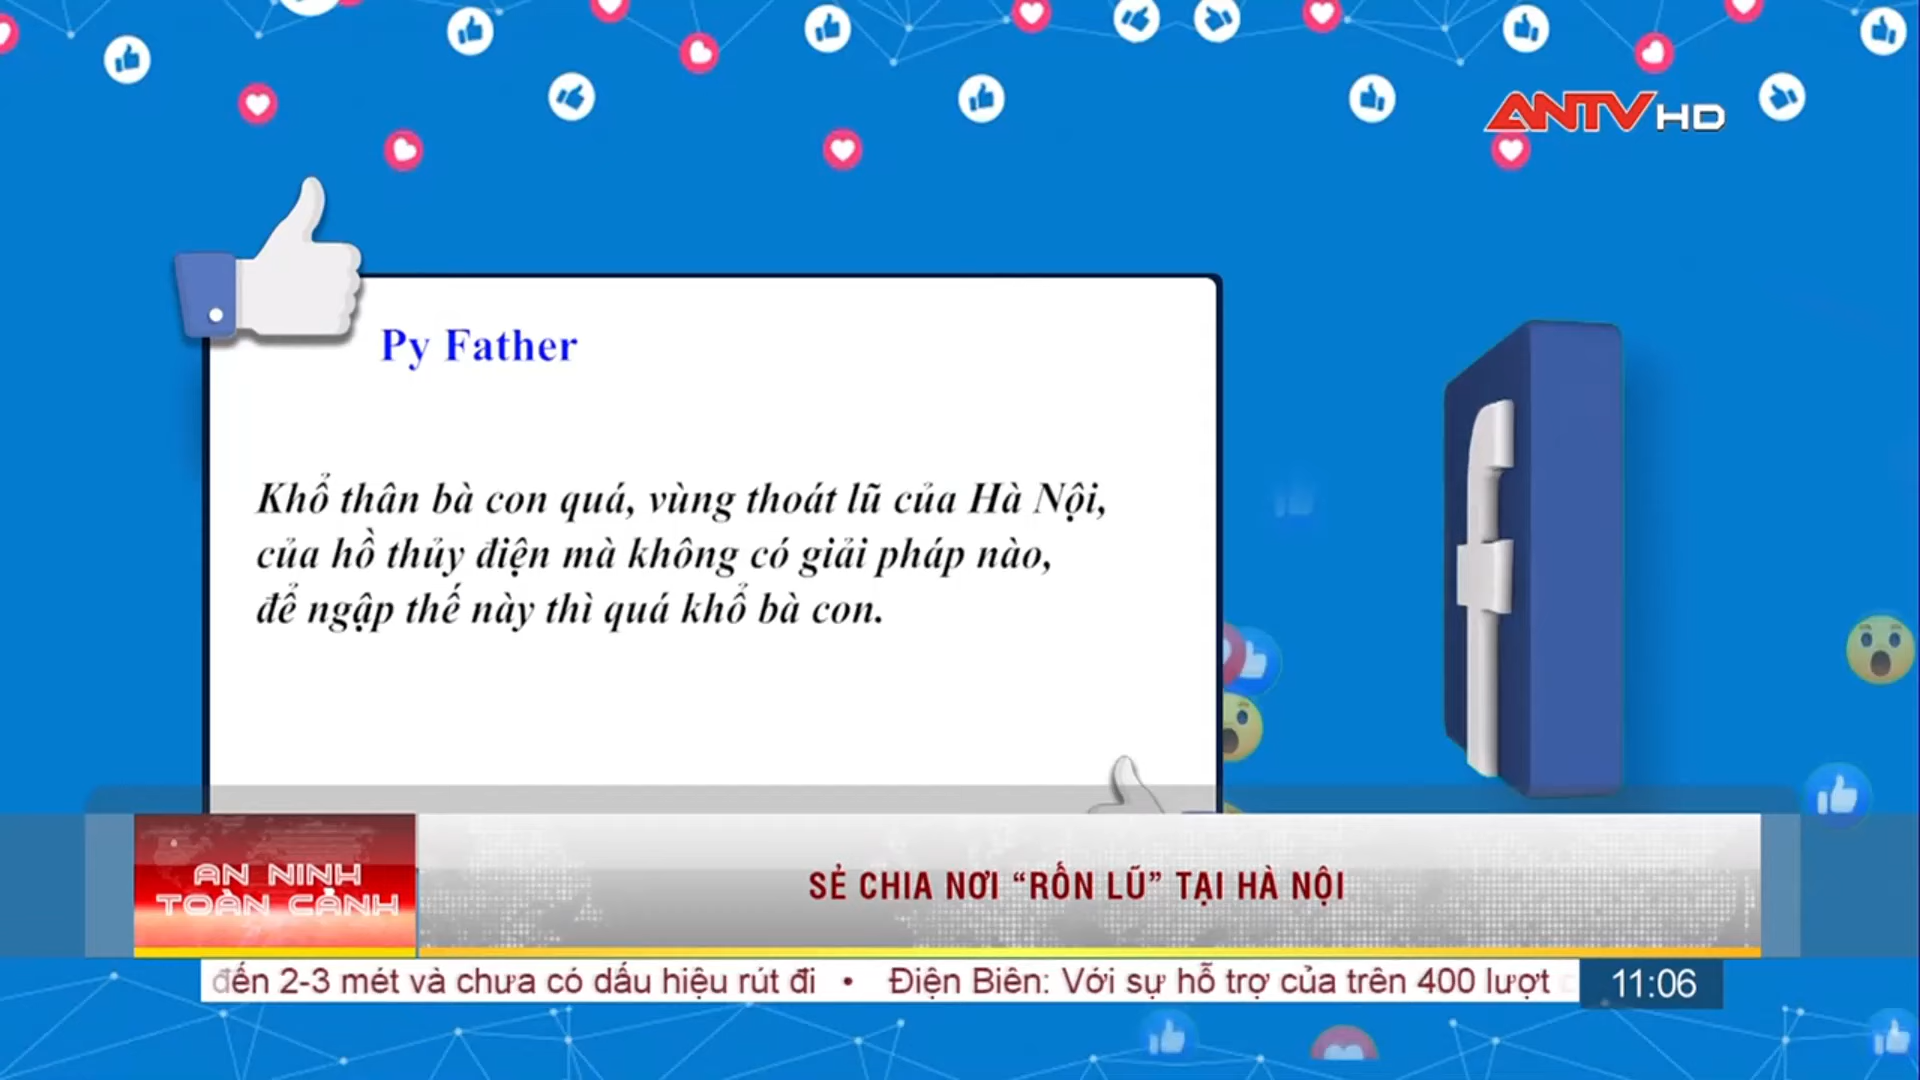 ANTV HD
Py Father
Khổ thân bà con quá, vùng thoát lũ của Hà Nội,
của hồ thủy điện mà không có giải pháp nào,
để ngập thế này thì quá khổ bà con.
AN NINH
TOÀN CẢNH
SẺ CHIA NƠI “RỐN LŨ” TẠI HÀ NỘI
đến 2-3 mét và chưa có dấu hiệu rút đi • Điện Biên: Với sự hỗ trợ của trên 400 lượt
11:06